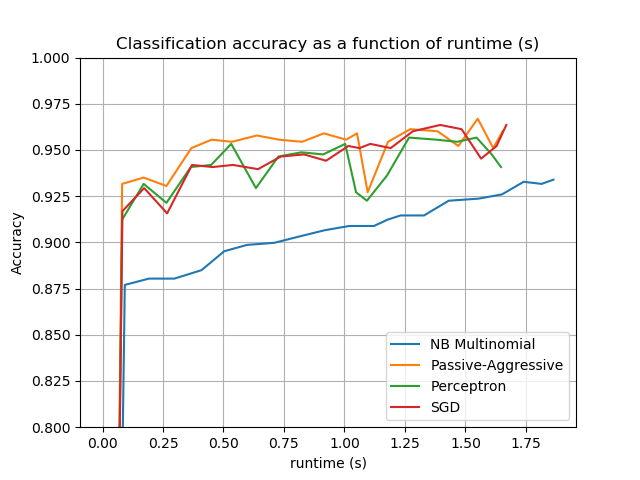 Classification accuracy as a function of runtime (s)
1.000
0.975
0.950
0.925
0.900
0.875
0.850
0.825
0.800
Accuracy
NB Multinomial
Passive-Aggressive
Perceptron
SGD
0.00 0.25 0.50 0.75 1.00 1.25 1.50 1.75
runtime (s)